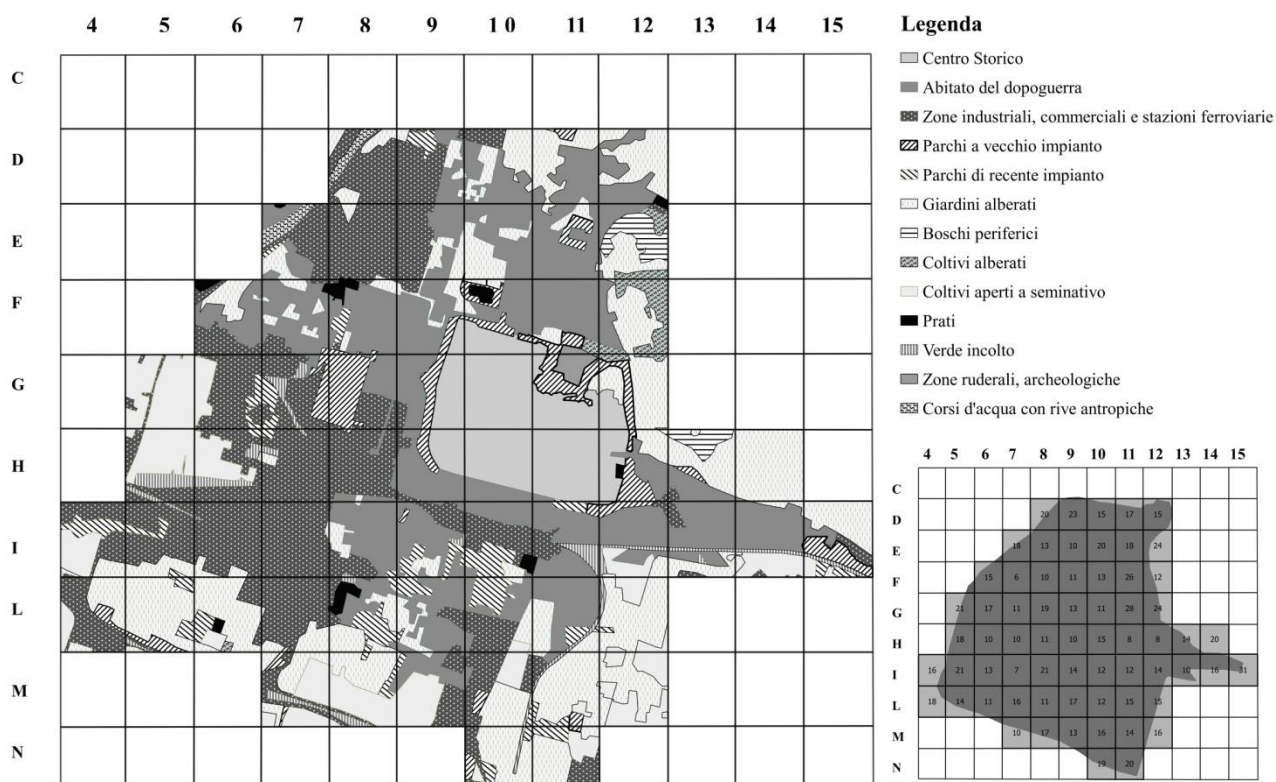 4 5 6 7 8 9 1 0 11 12 13 14 15
C
D
E
F
G
H
I
L
M
N
Legenda
Centro Storico
Abitato del dopoguerra
Zone industriali, commerciali e stazioni ferroviarie
Parchi a vecchio impianto
Parchi di recente impianto
Giardini alberati
Boschi periferici
Coltivi alberati
Coltivi aperti a seminativo
Prati
Verde incolto
Zone ruderali, archeologiche
Corsi d'acqua con rive antropiche
4 5 6 7 8 9 10 11 12 13 14 15
C
D 20 23 15 17 15
E 18 13 10 20 18 24
F 15 6 10 11 13 26 12
G 21 17 11 19 13 11 28 24
H 18 10 10 11 10 15 8 8 14 20
I 16 21 13 7 21 14 12 12 14 10 16 31
L 18 14 11 16 11 17 12 15 15
M 10 17 13 16 14 16
N 19 20